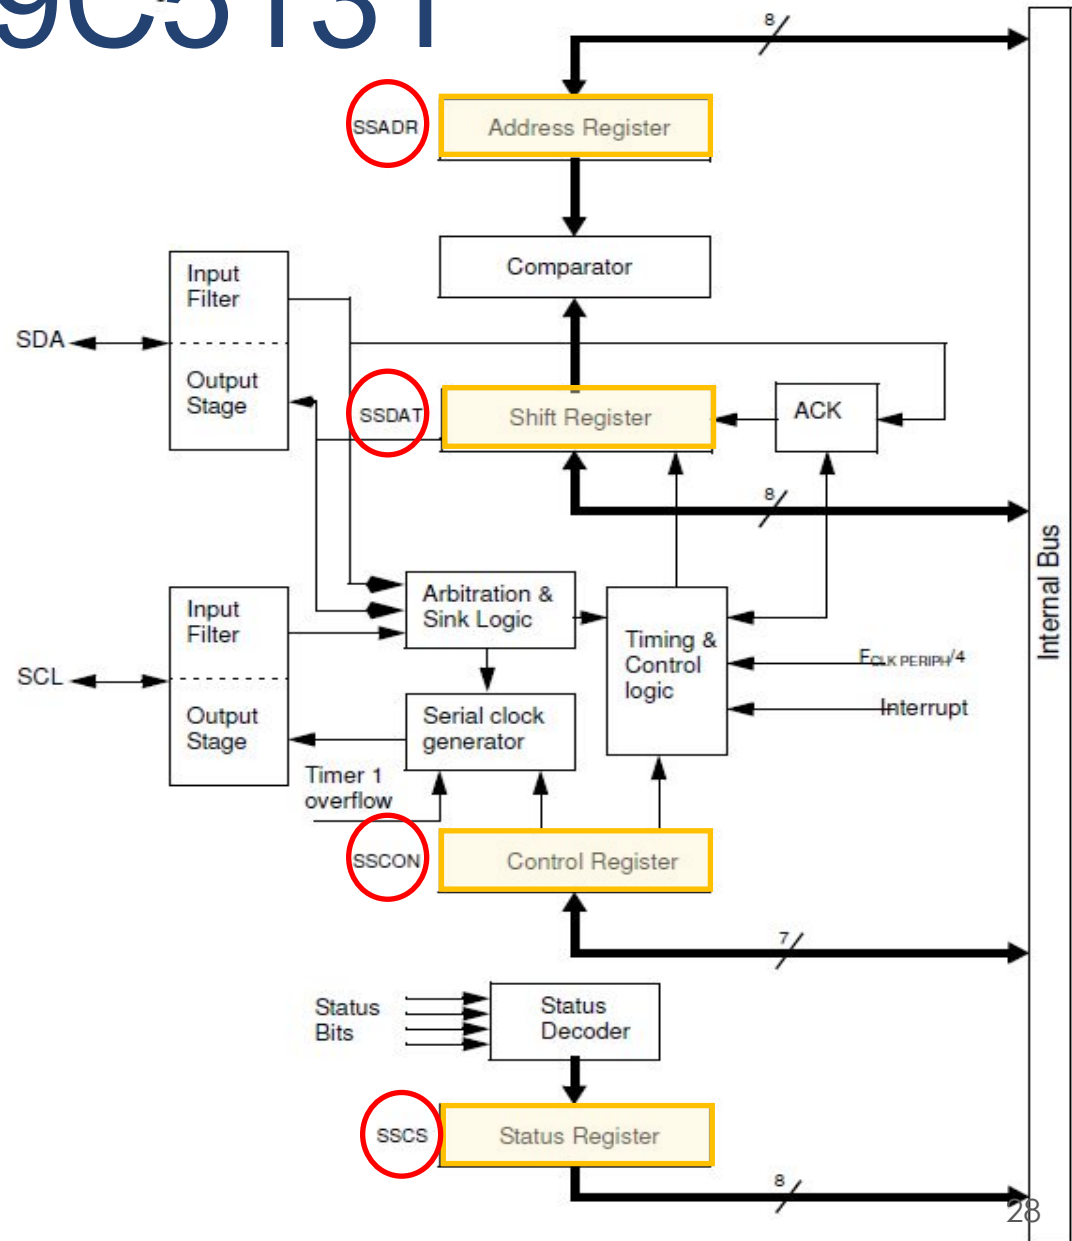 9C5131
8
SSADR
Address Register
Comparator
Input
Filter
SDA
Output
Stage
SSDAT
Shift Register
ACK
8
Internal Bus
Arbitration &
Sink Logic
Input
Filter
Timing &
Control
logic
FCLK PERIPH/4
SCL
Interrupt
Output
Stage
Serial clock
generator
Timer 1
overflow
SSCON
Control Register
7
Status
Bits
Status
Decoder
SSCS
Status Register
8
28